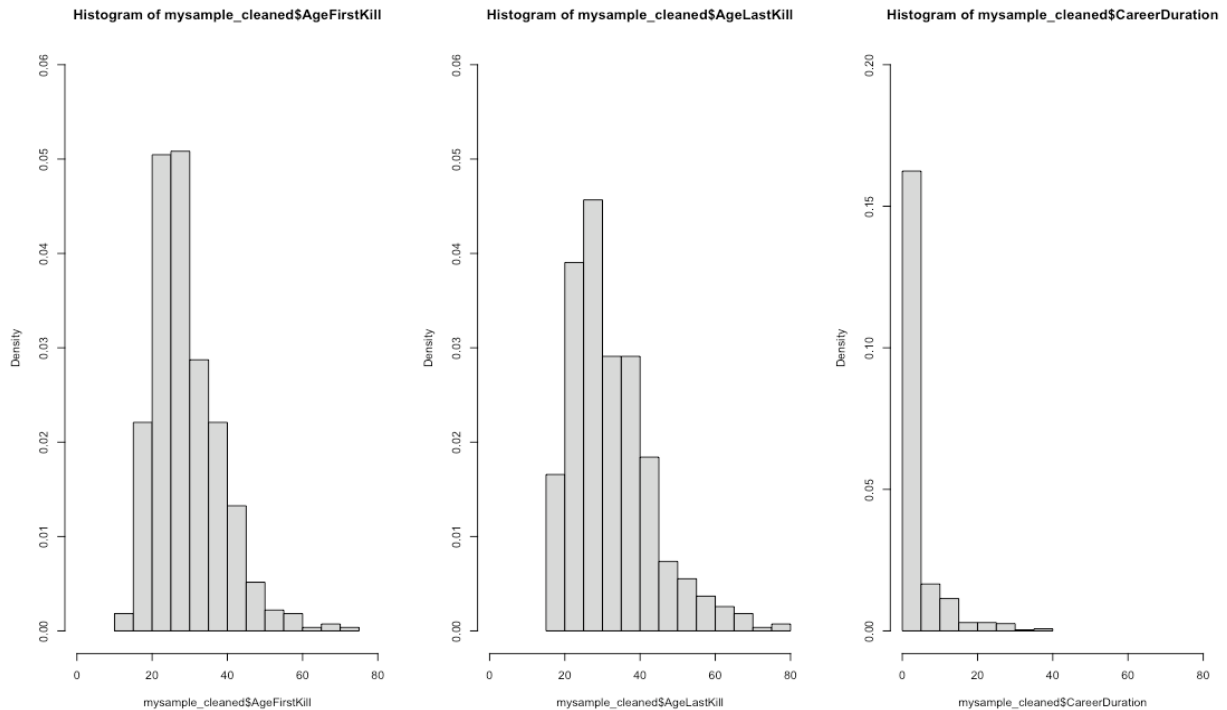 Histogram of mysample_cleaned$AgeFirstKill
0.06
0.05
0.04
0.03
0.02
0.01
0.00
Density
0 20 40 60 80
mysample_cleaned$AgeFirstKill
Histogram of mysample_cleaned$AgeLastKill
0.06
0.05
0.04
0.03
0.02
0.01
0.00
Density
0 20 40 60 80
mysample_cleaned$AgeLastKill
Histogram of mysample_cleaned$CareerDuration
0.20
0.15
0.10
0.05
0.00
Density
0 20 40 60 80
mysample_cleaned$CareerDuration